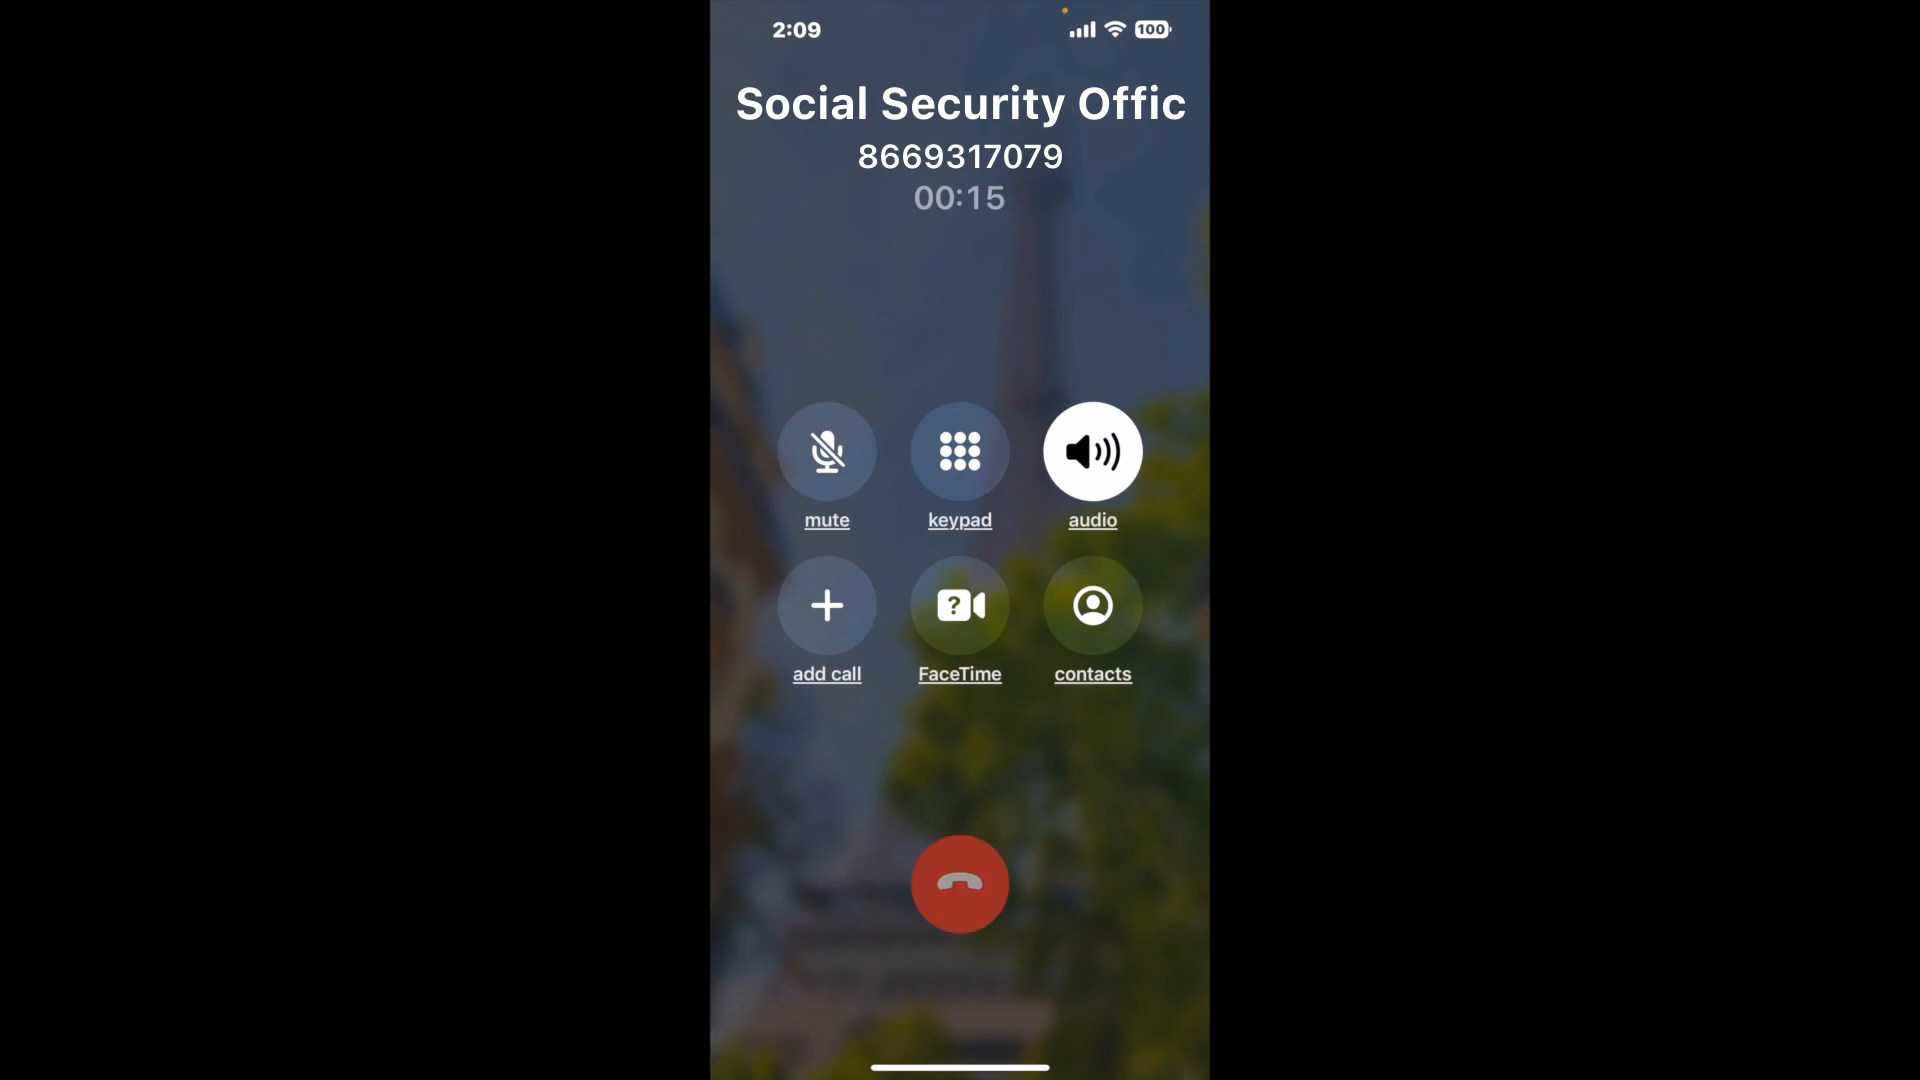 2:09
100
Social Security Offic
8669317079
00:15
mute
keypad
audio
?
add call
FaceTime
contacts